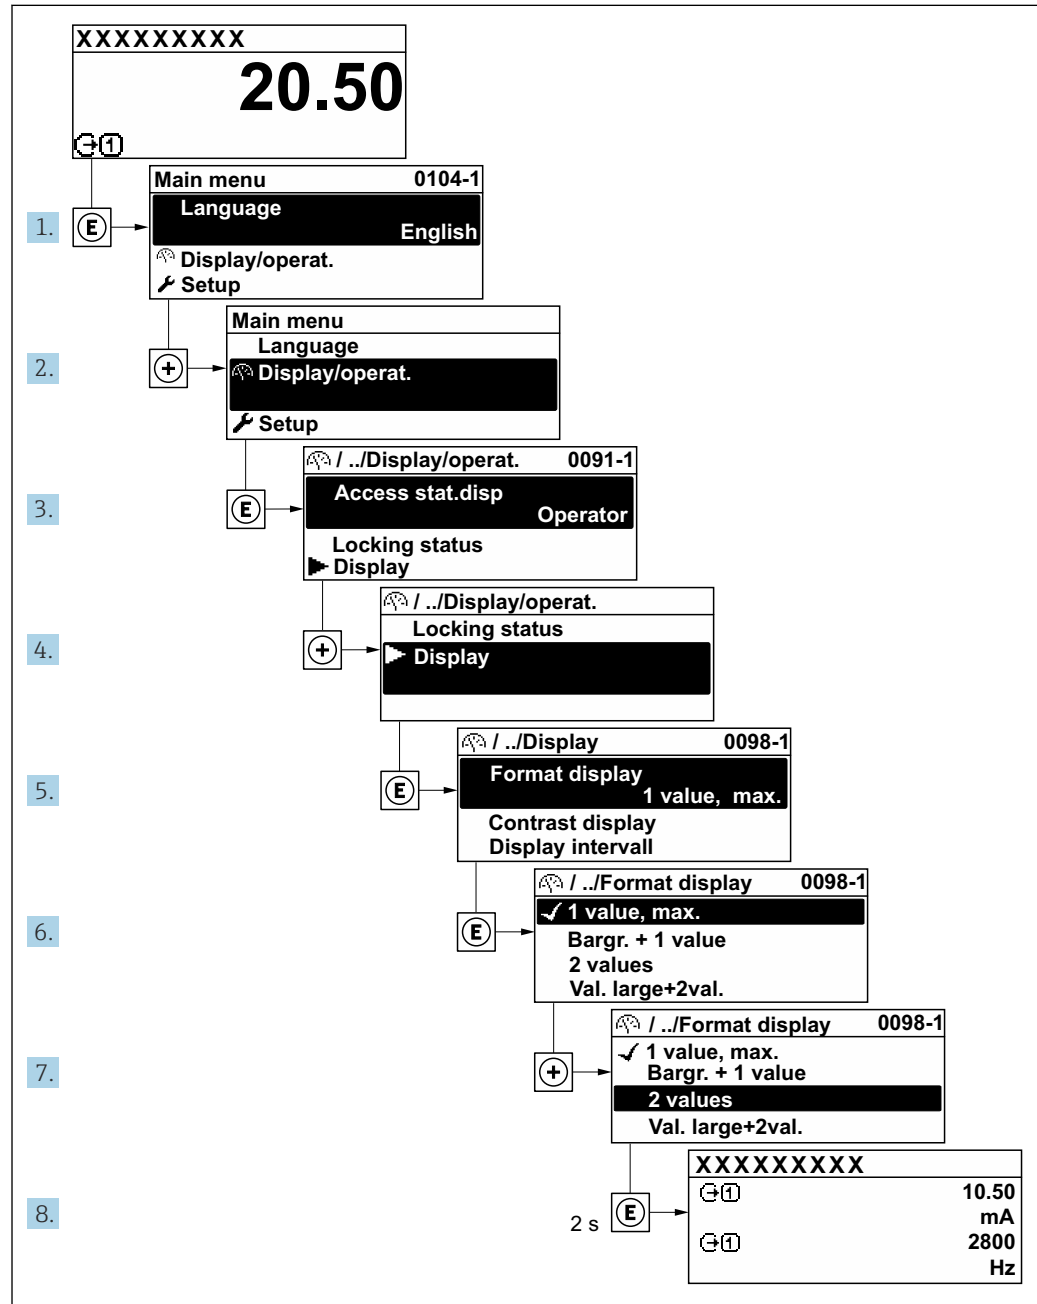 XXXXXXXXX
20.50
1
Main menu 0104-1
1. E Language
English
Display/operat.
Setup
Main menu
Language
2. + Display/operat.
Setup
/ ../Display/operat. 0091-1
3. E Access stat.disp
Operator
Locking status
Display
/ ../Display/operat.
Locking status
4. + Display
/ ../Display 0098-1
5. E Format display
1 value, max.
Contrast display
Display intervall
/ ../Format display 0098-1
6. E 1 value, max.
Bargr. + 1 value
2 values
Val. large+2val.
/ ../Format display 0098-1
7. + 1 value, max.
Bargr. + 1 value
2 values
Val. large+2val.
XXXXXXXXX
8. 2 s E 1 10.50
mA
1 2800
Hz